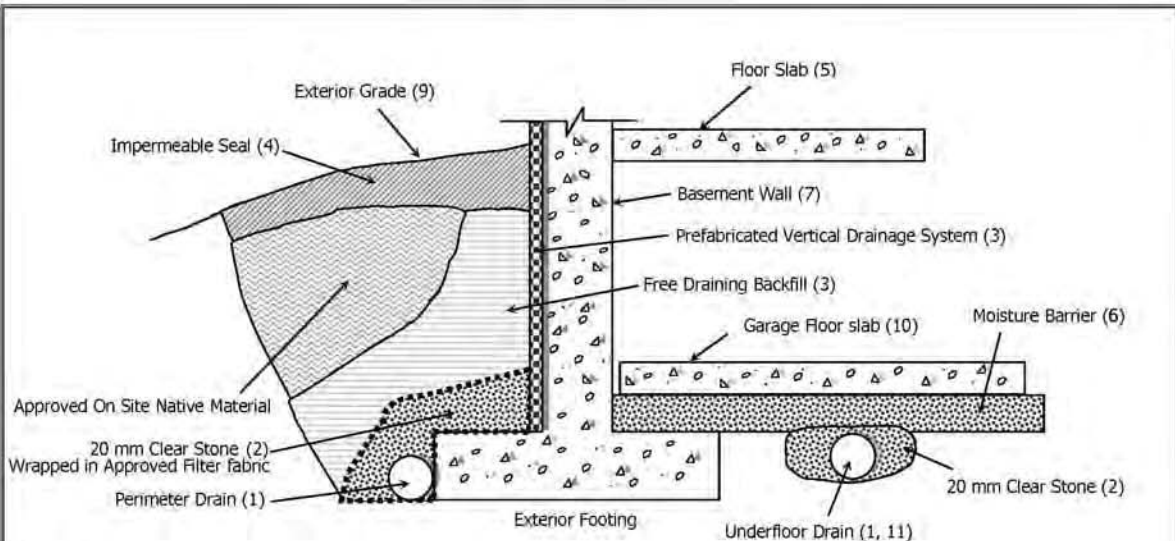 Floor Slab (5)
Exterior Grade (9)
Impermeable Seal (4)
Basement Wall (7)
Prefabricated Vertical Drainage System (3)
Free Draining Backfill (3)
Garage Floor slab (10)
Moisture Barrier (6)
Approved On Site Native Material
20 mm Clear Stone (2)
Wrapped in Approved Filter fabric
Perimeter Drain (1)
20 mm Clear Stone (2)
Exterior Footing
Underfloor Drain (1, 11)